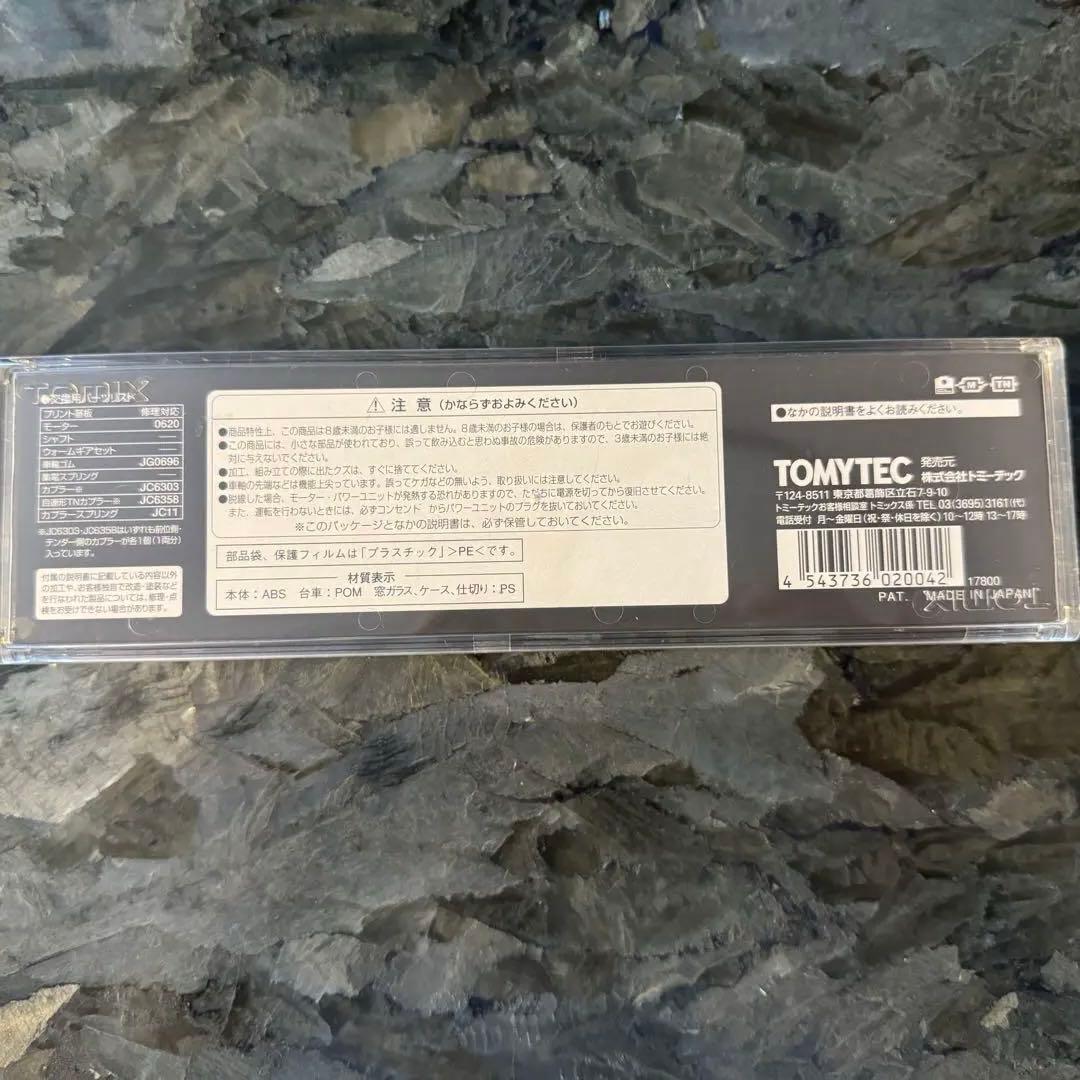 TOMIX
●交換用パーツリスト
プリント基板 修理対応
モーター 0620
シャフト ──
ウォームギアセット ──
車輪ゴム JG0696
集電スプリング ──
カプラー※ JC6303
自連形TNカプラー※ JC6358
カプラースプリング JC11
※JC6303・JC6358はいずれも前位側・
テンダー側のカプラーが各1個(1両分)
入っています。
付属の説明書に記載している内容以外
の加工や、お客様独自で改造・塗装など
を行なわれた製品については、修理・点
検をお受けできない場合があります。
⚠ 注 意 (かならずおよみください)
●商品特性上、この商品は8歳未満のお子様には適しません。8歳未満のお子様の場合は、保護者のもとでお遊びください。
●この商品には、小さな部品が使われており、誤って飲み込むと思わぬ事故の危険がありますので、3歳未満のお子様には絶
対に与えないでください。
●加工、組み立ての際に出たクズは、すぐに捨ててください。
●車軸の先端などは機能上尖っています。誤ってケガなどの無いよう、取り扱いには注意してください。
●脱線した場合、モーター・パワーユニットが発熱する恐れがありますので、ただちに電源を切ってから復旧させてください。
また、運転を行わないときには、必ずコンセントからパワーユニットのプラグを抜いておいてください。
※このパッケージとなかの説明書は、必ず保管しておいてください。
部品袋、保護フィルムは「プラスチック」>PE<です。
材質表示
本体:ABS 台車:POM 窓ガラス、ケース、仕切り:PS
M TN
●なかの説明書をよくお読みください。
TOMYTEC 発売元 株式会社トミーテック
〒124-8511 東京都葛飾区立石7-9-10
トミーテックお客様相談室 トミックス係 TEL 03(3695)3161(代)
電話受付 月〜金曜日(祝・祭・休日を除く)10〜12時 13〜17時
4 543736 020042
17800
PAT. MADE IN JAPAN
TOMIX